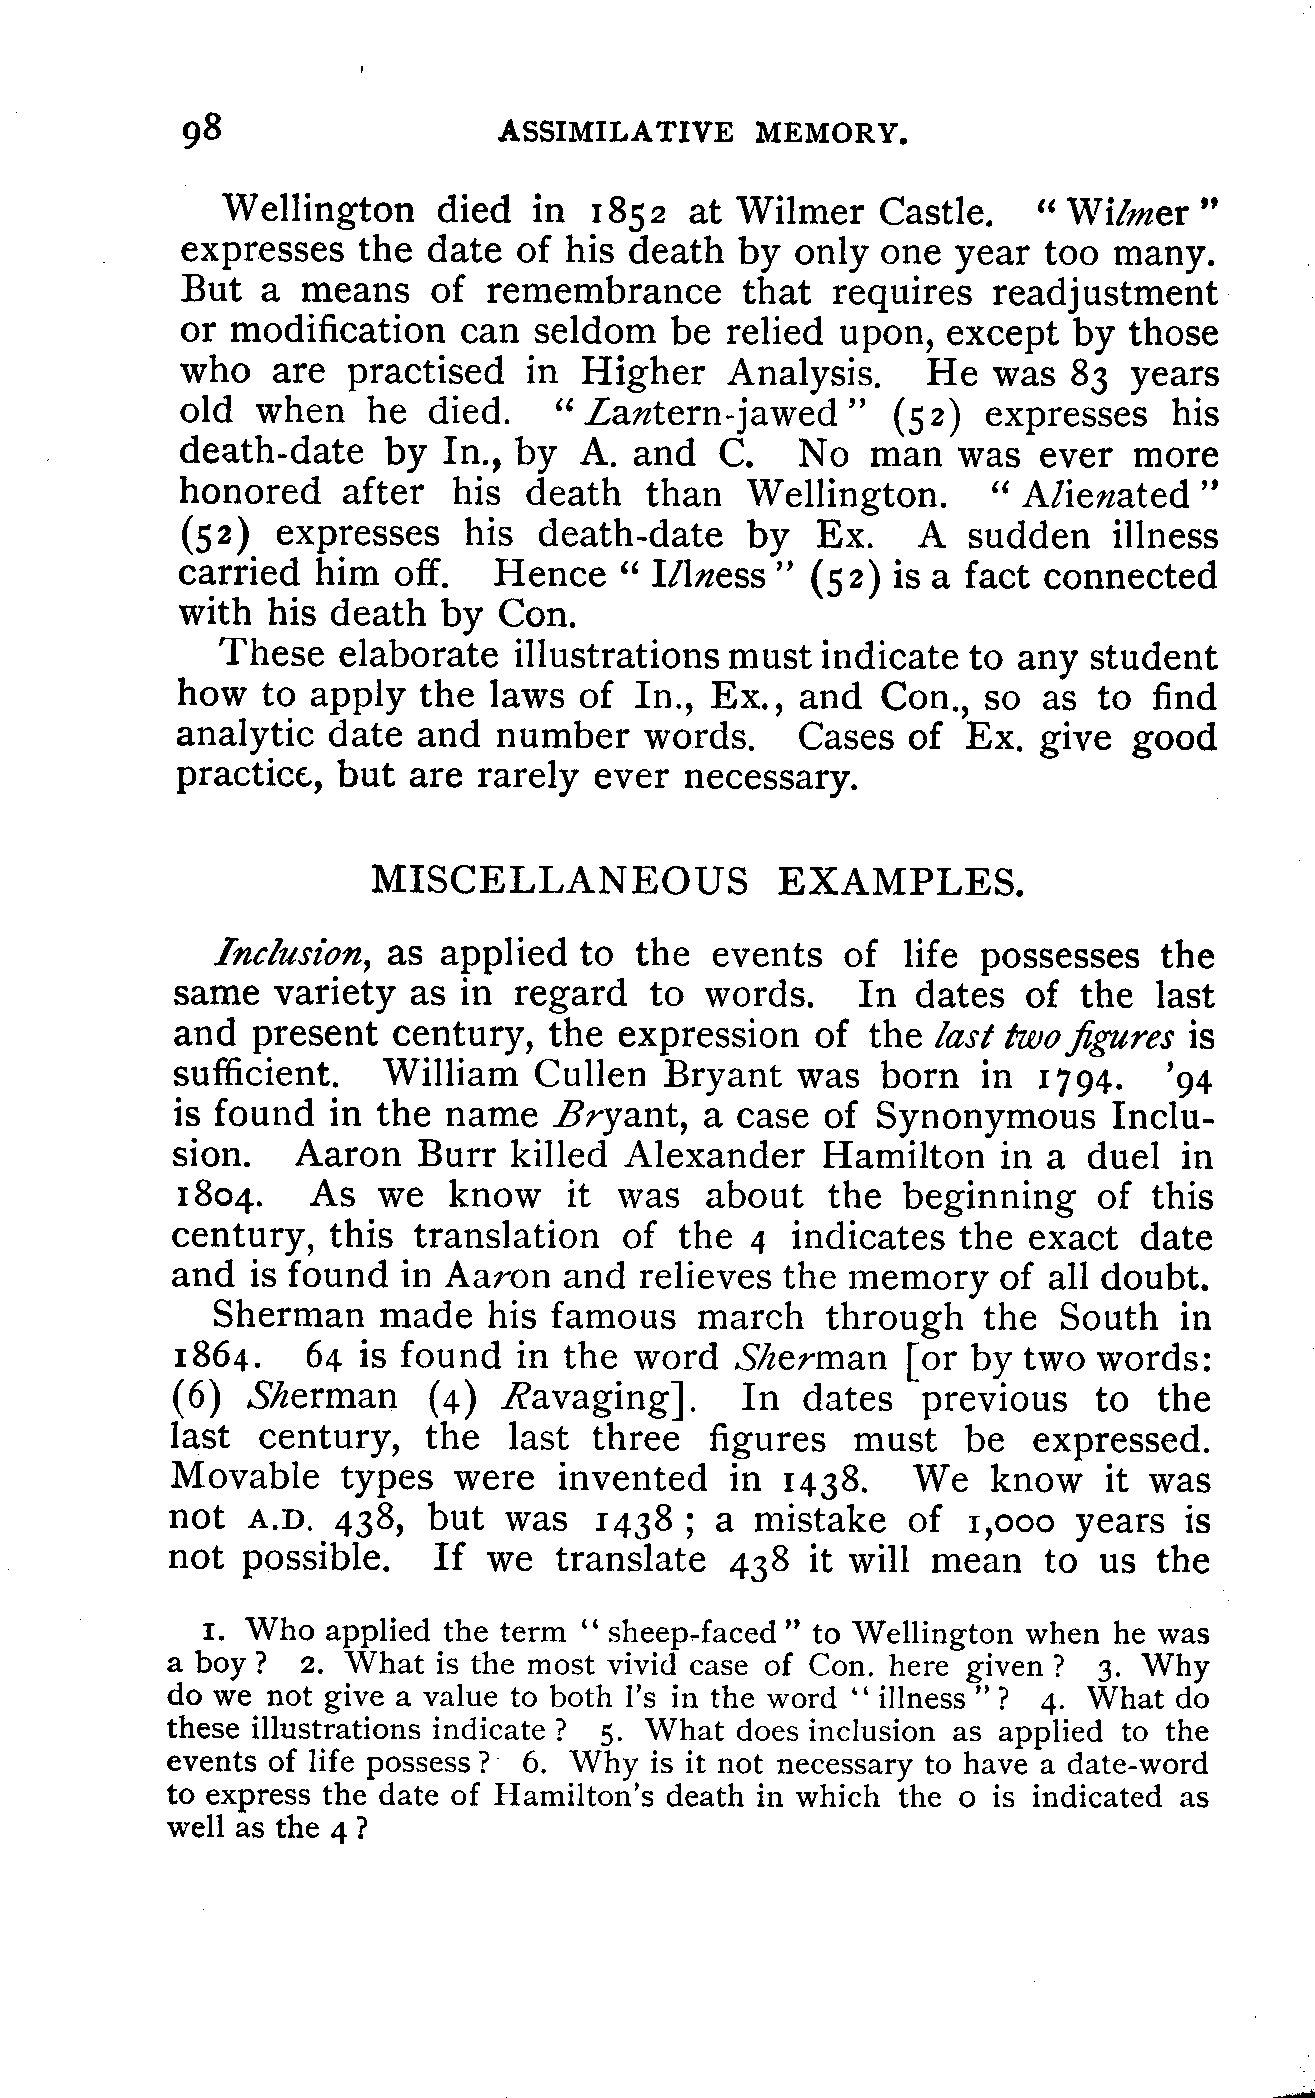 98 ASSIMILATIVE MEMORY.
Wellington died in 1852 at Wilmer Castle. "Wilmer"
expresses the date of his death by only one year too many.
But a means of remembrance that requires readjustment
or modification can seldom be relied upon, except by those
who are practised in Higher Analysis. He was 83 years
old when he died. "Lantern-jawed" (52) expresses his
death-date by In., by A. and C. No man was ever more
honored after his death than Wellington. "Alienated"
(52) expresses his death-date by Ex. A sudden illness
carried him off. Hence "Illness" (52) is a fact connected
with his death by Con.
These elaborate illustrations must indicate to any student
how to apply the laws of In., Ex., and Con., so as to find
analytic date and number words. Cases of Ex. give good
practice, but are rarely ever necessary.
MISCELLANEOUS EXAMPLES.
Inclusion, as applied to the events of life possesses the
same variety as in regard to words. In dates of the last
and present century, the expression of the last two figures is
sufficient. William Cullen Bryant was born in 1794. '94
is found in the name Bryant, a case of Synonymous Inclu-
sion. Aaron Burr killed Alexander Hamilton in a duel in
1804. As we know it was about the beginning of this
century, this translation of the 4 indicates the exact date
and is found in Aaron and relieves the memory of all doubt.
Sherman made his famous march through the South in
1864. 64 is found in the word Sherman [or by two words:
(6) Sherman (4) Ravaging]. In dates previous to the
last century, the last three figures must be expressed.
Movable types were invented in 1438. We know it was
not A.D. 438, but was 1438; a mistake of 1,000 years is
not possible. If we translate 438 it will mean to us the
1. Who applied the term "sheep-faced" to Wellington when he was
a boy? 2. What is the most vivid case of Con. here given? 3. Why
do we not give a value to both l's in the word "illness"? 4. What do
these illustrations indicate? 5. What does inclusion as applied to the
events of life possess? 6. Why is it not necessary to have a date-word
to express the date of Hamilton's death in which the 0 is indicated as
well as the 4?